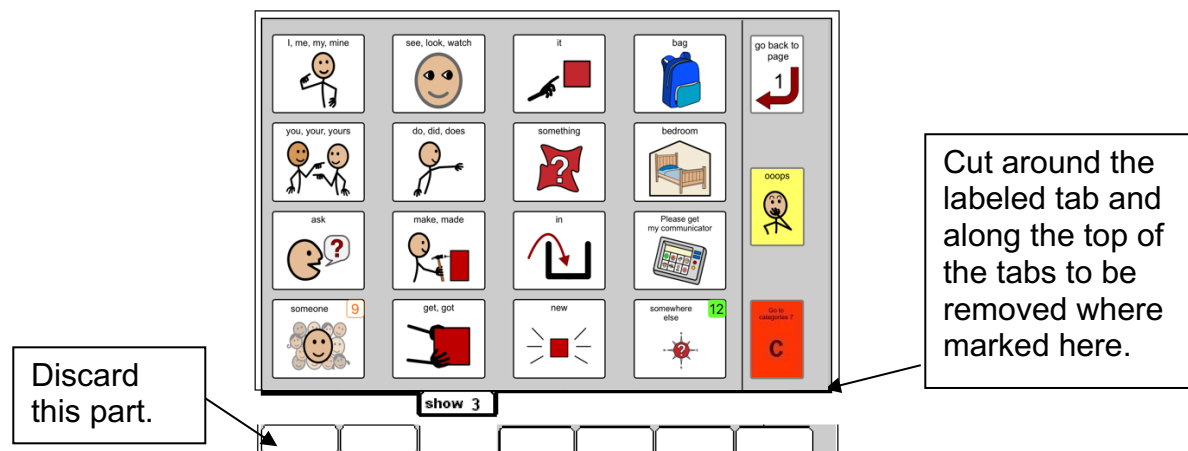 I, me, my, mine
see, look, watch
it
bag
go back to
page
1
you, your, yours
do, did, does
something
?
bedroom
ooops
ask
?
make, made
in
Please get
my communicator
someone
9
get, got
new
somewhere
else
12
?
Go to
categories 7
C
show 3
Discard
this part.
Cut around the
labeled tab and
along the top of
the tabs to be
removed where
marked here.